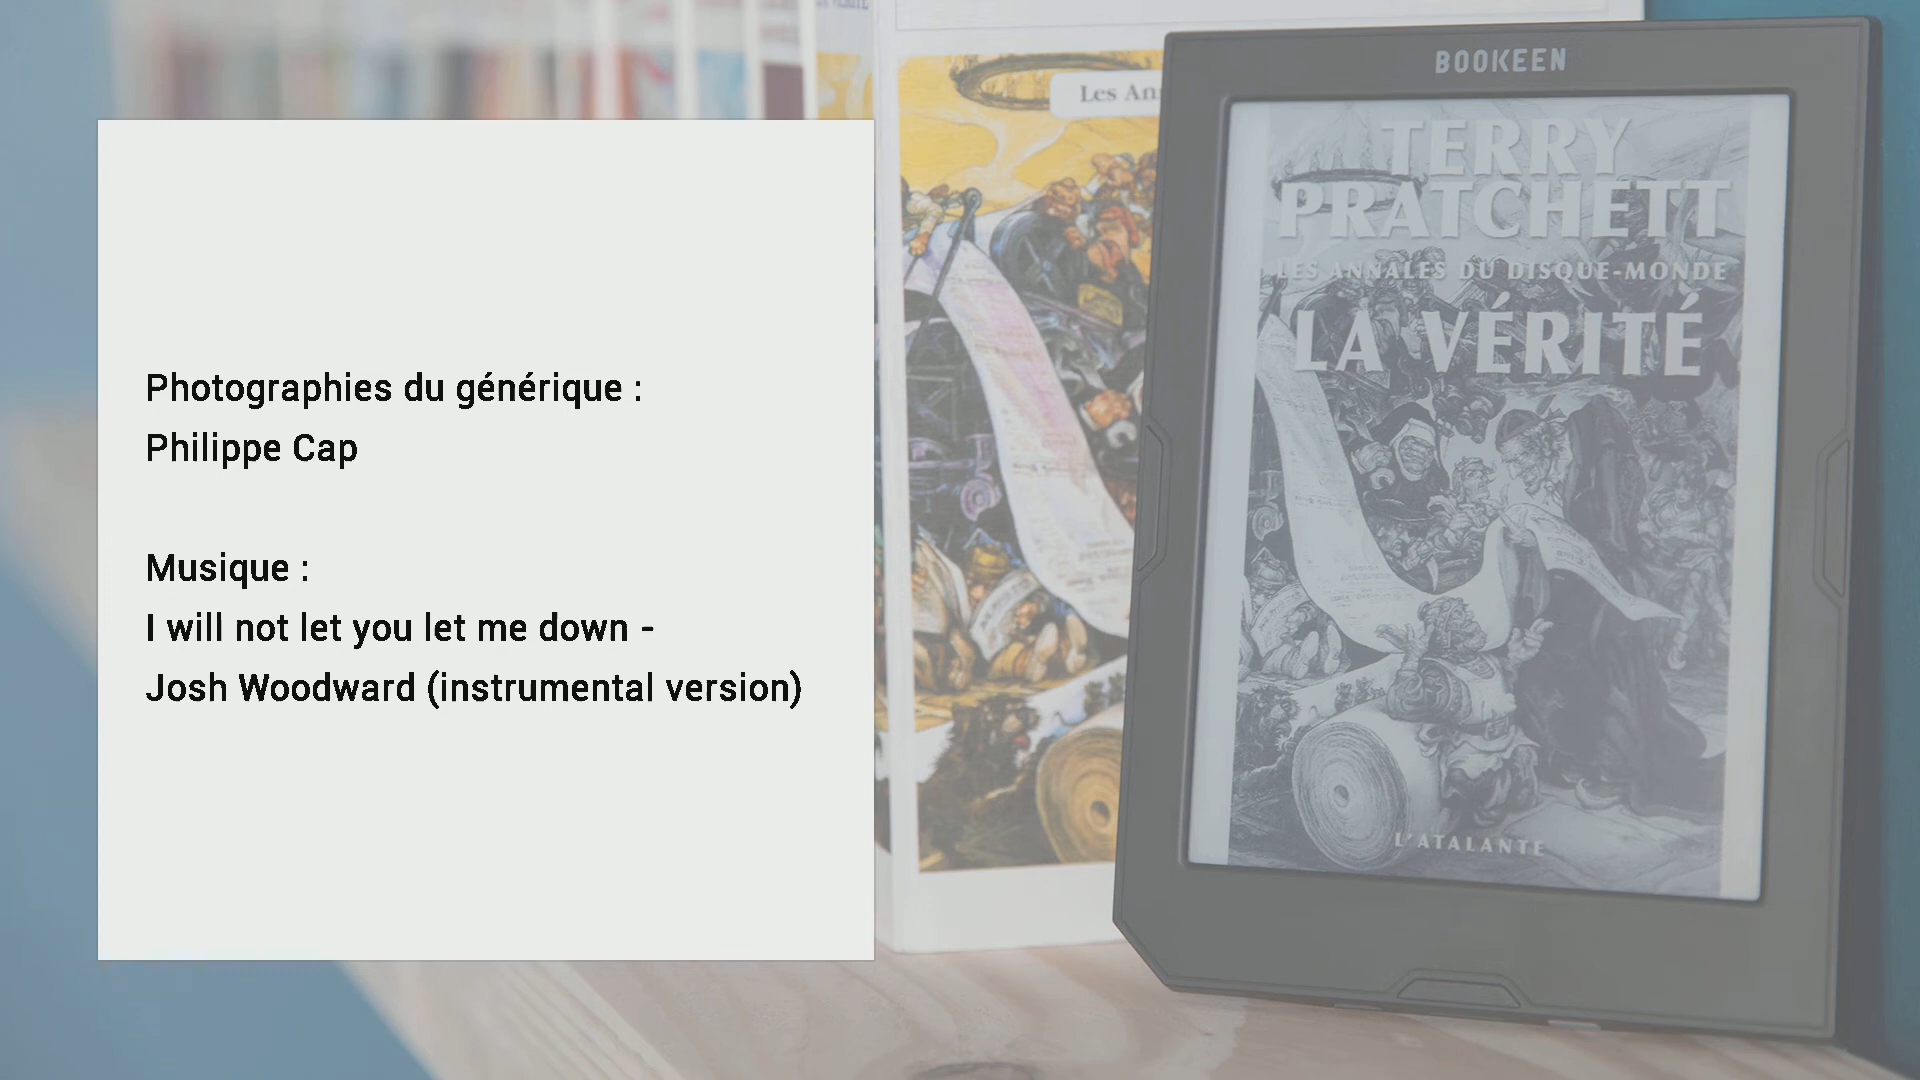 Photographies du générique :
Philippe Cap
Musique :
I will not let you let me down -
Josh Woodward (instrumental version)
Les An
BOOKEEN
TERRY
PRATCHETT
LES ANNALES DU DISQUE-MONDE
LA VÉRITÉ
L'ATALANTE